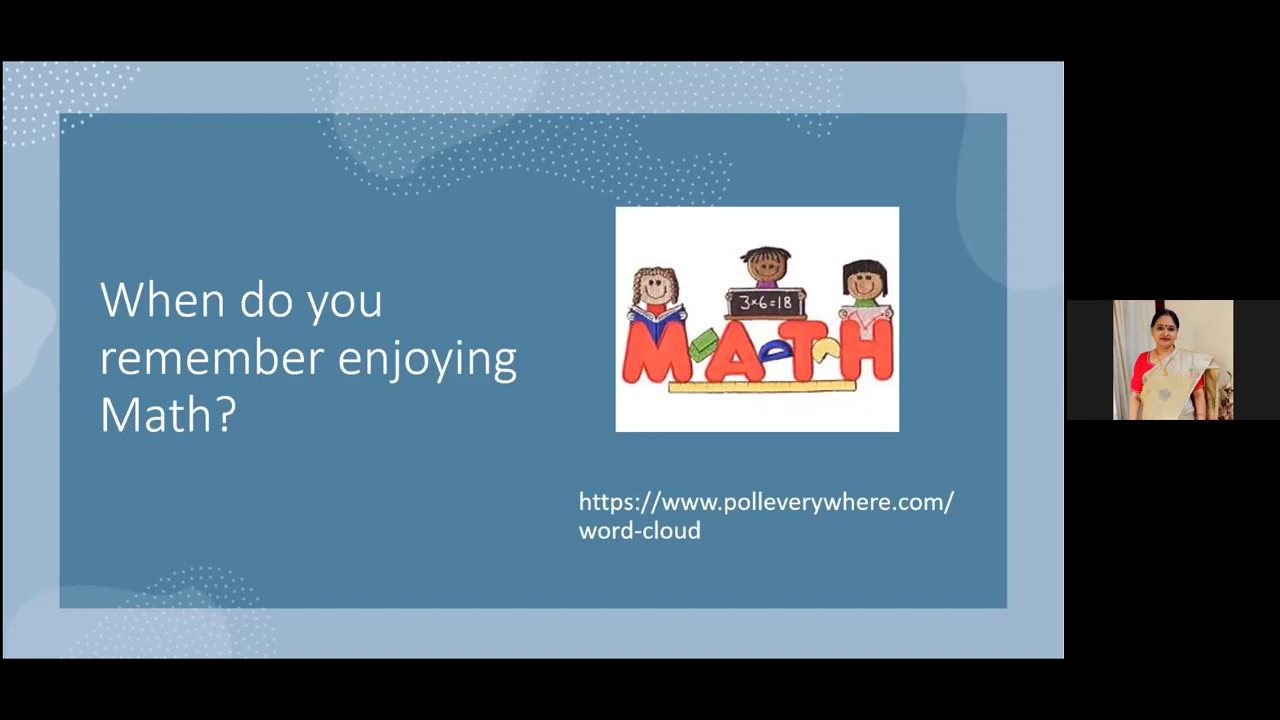 When do you
remember enjoying
Math?
3×6=18
MATH
https://www.polleverywhere.com/
word-cloud